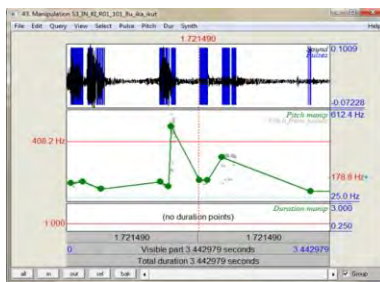 43. Manipulation S3_IN_KI_R01_101_ltu_ika_ikut
File Edit Query View Select Pulse Pitch Dur Synth Help
1.721490
Sound 0.1009
Pulses
-0.07228
Pitch manip 612.4 Hz
408.2 Hz
178.8 Hz
25.0 Hz
Duration manip 3.000
(no duration points)
1.000
0.250
1.721490 1.721490
0 Visible part 3.442979 seconds 3.442979
Total duration 3.442979 seconds
all in out sel bak Group